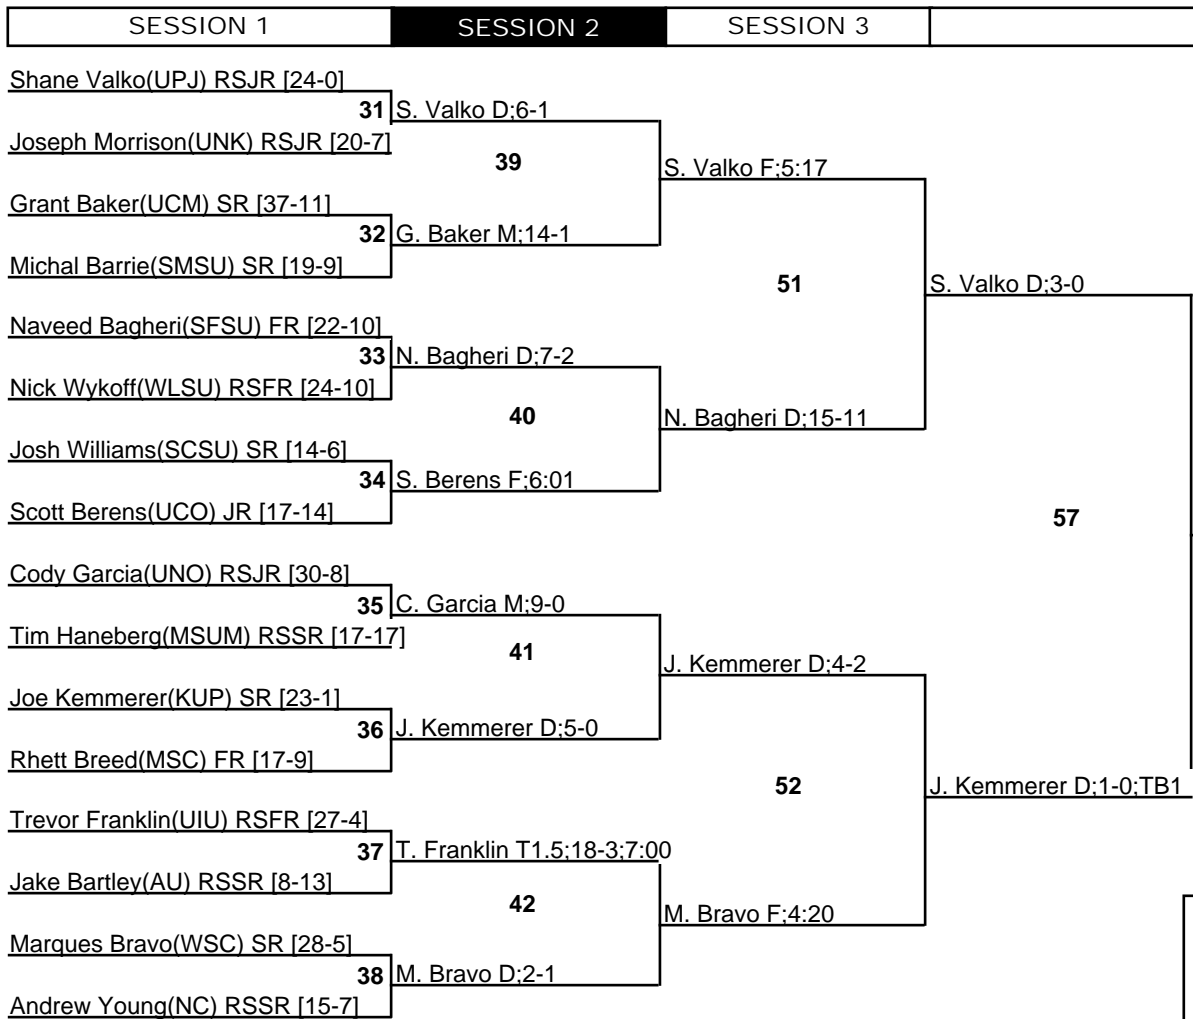 SESSION 1 SESSION 2 SESSION 3
Shane Valko(UPJ) RSJR [24-0]
31 S. Valko D;6-1
Joseph Morrison(UNK) RSJR [20-7]
39
S. Valko F;5:17
Grant Baker(UCM) SR [37-11]
32 G. Baker M;14-1
Michal Barrie(SMSU) SR [19-9]
51
S. Valko D;3-0
Naveed Bagheri(SFSU) FR [22-10]
33 N. Bagheri D;7-2
Nick Wykoff(WLSU) RSFR [24-10]
40
N. Bagheri D;15-11
Josh Williams(SCSU) SR [14-6]
34 S. Berens F;6:01
Scott Berens(UCO) JR [17-14]
57
Cody Garcia(UNO) RSJR [30-8]
35 C. Garcia M;9-0
Tim Haneberg(MSUM) RSSR [17-17]
41
J. Kemmerer D;4-2
Joe Kemmerer(KUP) SR [23-1]
36 J. Kemmerer D;5-0
Rhett Breed(MSC) FR [17-9]
52
J. Kemmerer D;1-0;TB1
Trevor Franklin(UIU) RSFR [27-4]
37 T. Franklin T1.5;18-3;7:00
Jake Bartley(AU) RSSR [8-13]
42
M. Bravo F;4:20
Marques Bravo(WSC) SR [28-5]
38 M. Bravo D;2-1
Andrew Young(NC) RSSR [15-7]